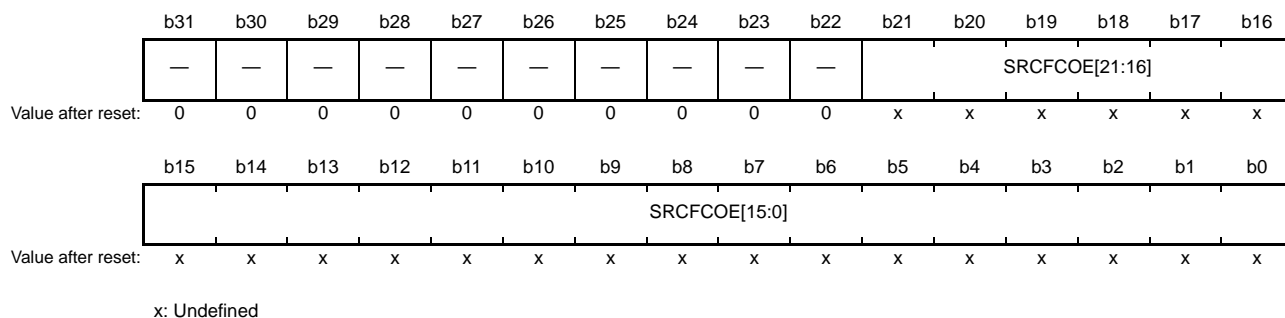 b31 b30 b29 b28 b27 b26 b25 b24 b23 b22 b21 b20 b19 b18 b17 b16
— — — — — — — — — — SRCFCOE[21:16]
Value after reset: 0 0 0 0 0 0 0 0 0 0 x x x x x x
b15 b14 b13 b12 b11 b10 b9 b8 b7 b6 b5 b4 b3 b2 b1 b0
SRCFCOE[15:0]
Value after reset: x x x x x x x x x x x x x x x x
x: Undefined